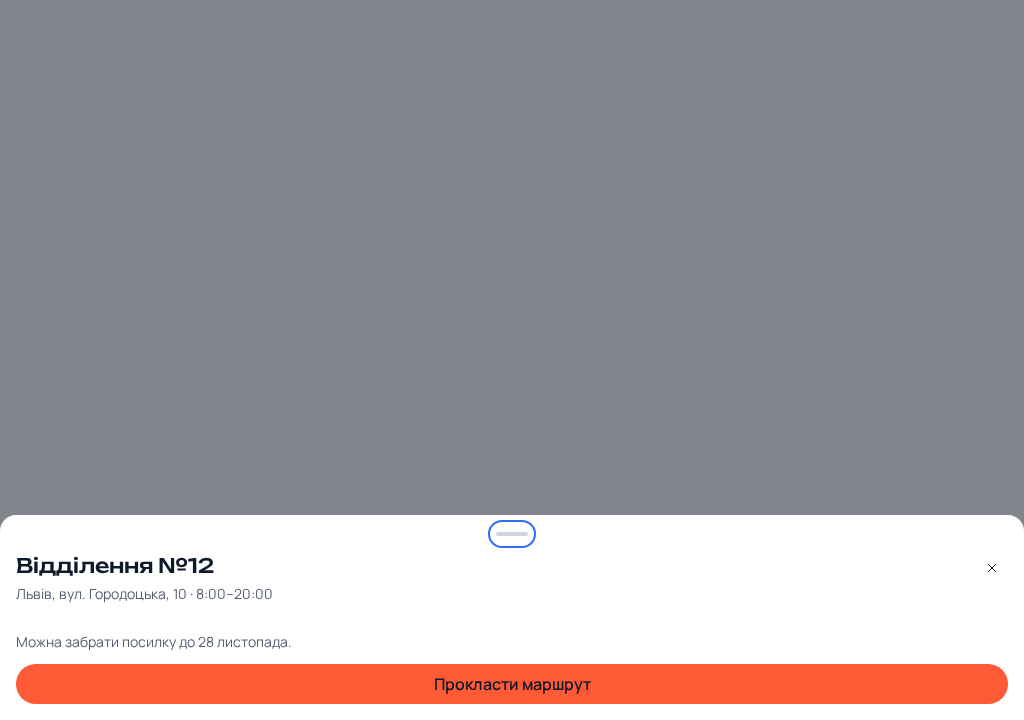 Відділення №12
Львів, вул. Городоцька, 10 · 8:00–20:00
Можна забрати посилку до 28 листопада.
Прокласти маршрут